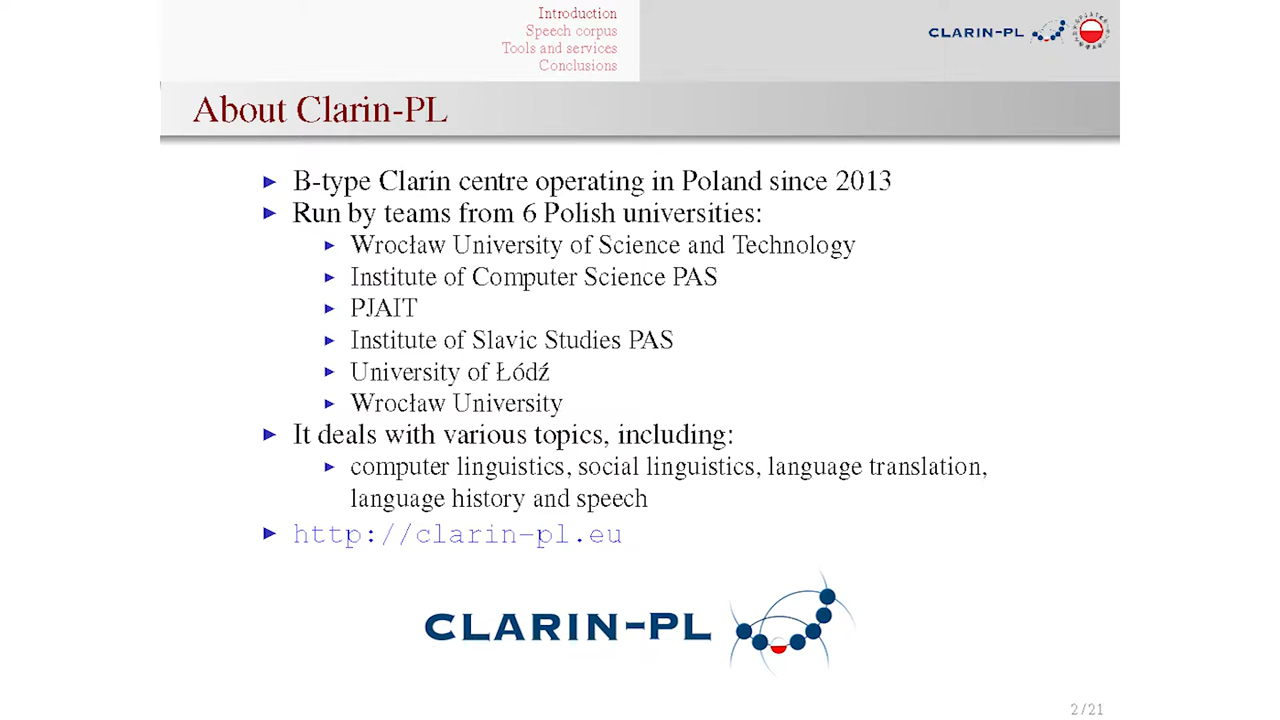 Introduction
Speech corpus
Tools and services
Conclusions
CLARIN-PL
About Clarin-PL
B-type Clarin centre operating in Poland since 2013
Run by teams from 6 Polish universities:
Wrocław University of Science and Technology
Institute of Computer Science PAS
PJAIT
Institute of Slavic Studies PAS
University of Łódź
Wrocław University
It deals with various topics, including:
computer linguistics, social linguistics, language translation,
language history and speech
http://clarin-pl.eu
CLARIN-PL
2/21